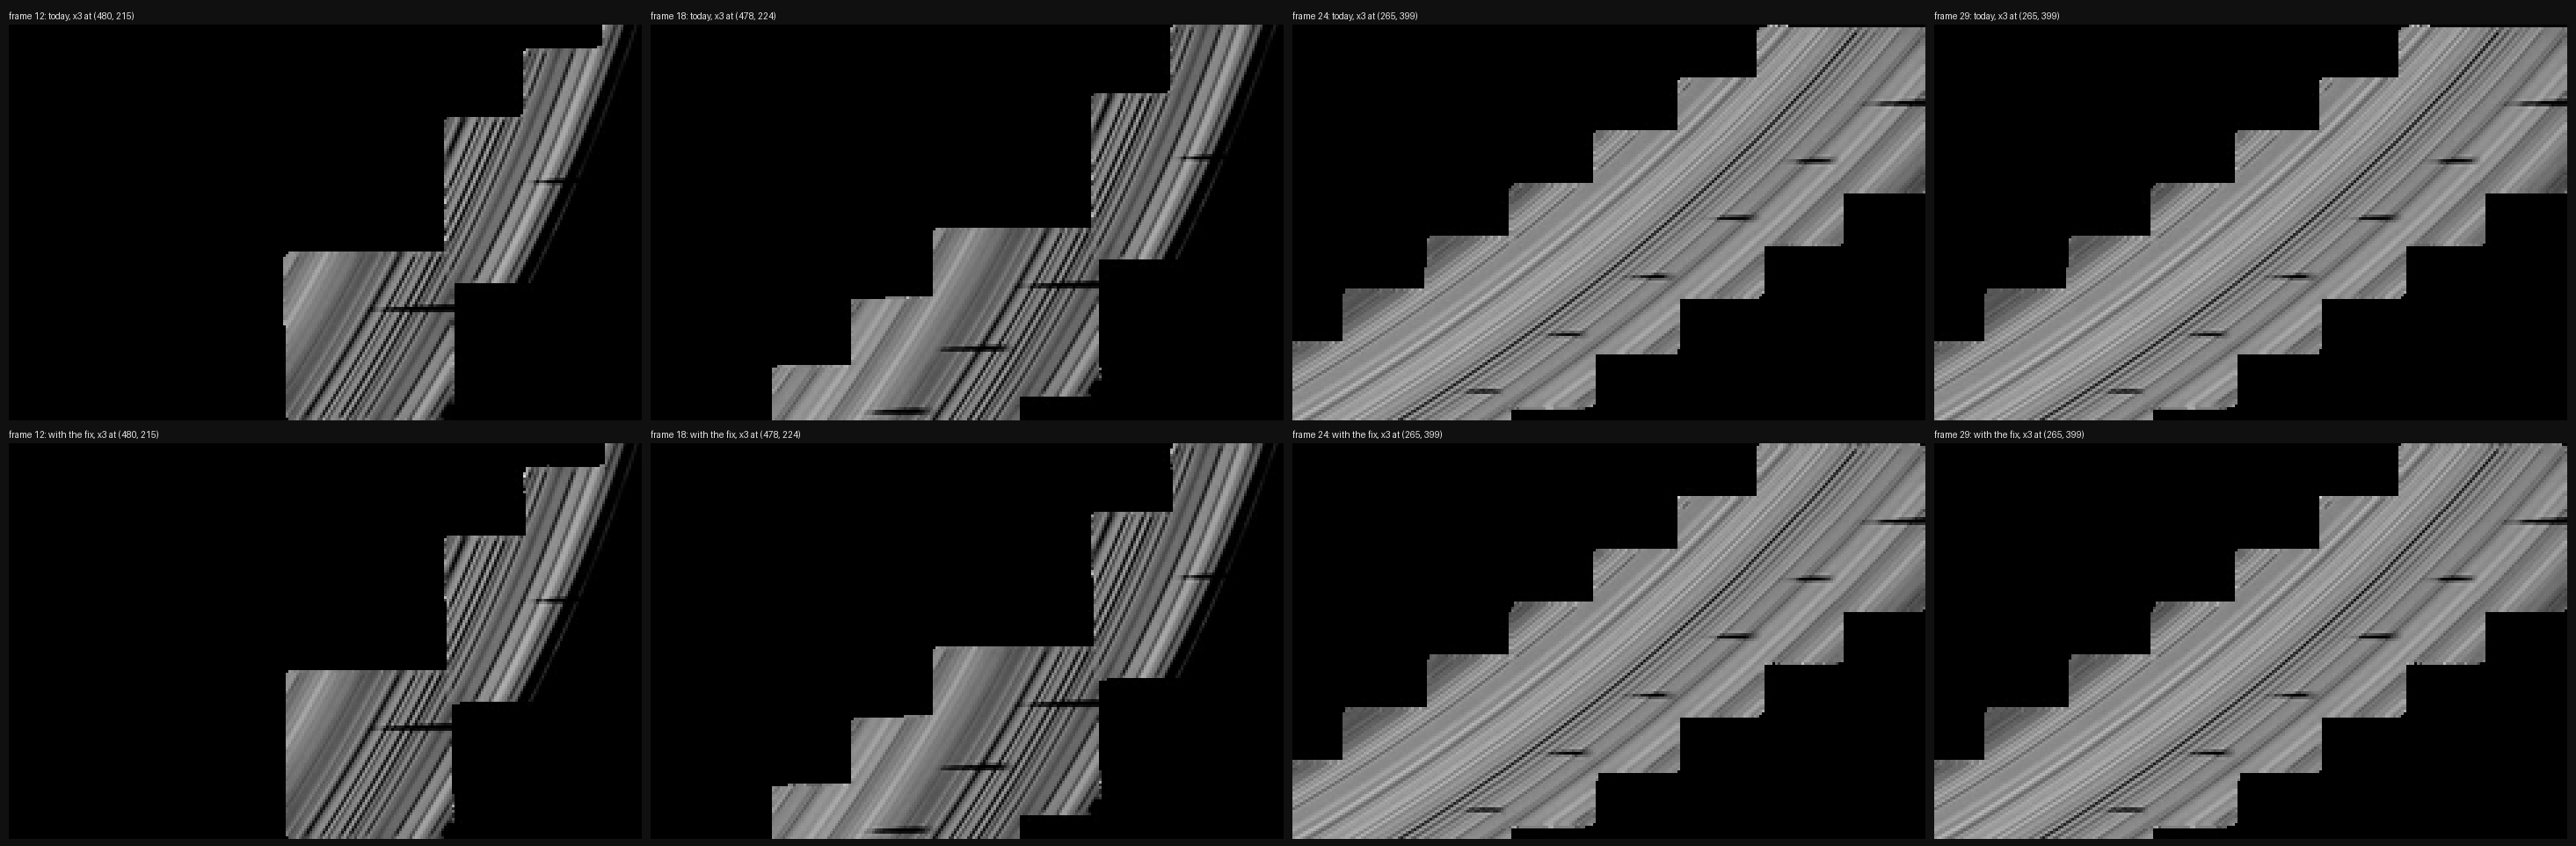 frame 12: today, x3 at (480, 215)
frame 18: today, x3 at (478, 224)
frame 24: today, x3 at (265, 399)
frame 29: today, x3 at (265, 399)
frame 12: with the fix, x3 at (480, 215)
frame 18: with the fix, x3 at (478, 224)
frame 24: with the fix, x3 at (265, 399)
frame 29: with the fix, x3 at (265, 399)